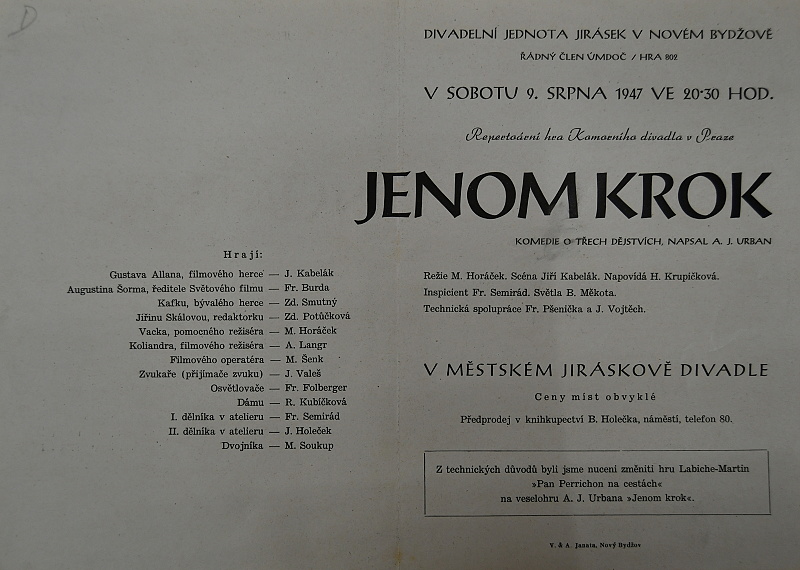 D
Hrají:
Gustava Allana, filmového herce — J. Kabelák
Augustina Šorma, ředitele Světového filmu — Fr. Burda
Kafku, bývalého herce — Zd. Smutný
Jiřinu Skálovou, redaktorku — Zd. Potůčková
Vacka, pomocného režiséra — M. Horáček
Koliandra, filmového režiséra — A. Langr
Filmového operatéra — M. Šenk
Zvukaře (přijímače zvuku) — J. Valeš
Osvětlovače — Fr. Folberger
Dámu — R. Kubíčková
I. dělníka v atelieru — Fr. Semirád
II. dělníka v atelieru — J. Holeček
Dvojníka — M. Soukup
DIVADELNÍ JEDNOTA JIRÁSEK V NOVÉM BYDŽOVĚ
ŘÁDNÝ ČLEN ÚMDOČ / HRA 802
V SOBOTU 9. SRPNA 1947 VE 20·30 HOD.
Repertoární hra Komorního divadla v Praze
JENOM KROK
KOMEDIE O TŘECH DĚJSTVÍCH, NAPSAL A. J. URBAN
Režie M. Horáček. Scéna Jiří Kabelák. Napovídá H. Krupičková.
Inspicient Fr. Semirád. Světla B. Měkota.
Technická spolupráce Fr. Pšenička a J. Vojtěch.
V MĚSTSKÉM JIRÁSKOVĚ DIVADLE
Ceny míst obvyklé
Předprodej v knihkupectví B. Holečka, náměstí, telefon 80.
Z technických důvodů byli jsme nuceni změniti hru Labiche-Martin
»Pan Perrichon na cestách«
na veselohru A. J. Urbana »Jenom krok«.
V. & A. Janata, Nový Bydžov